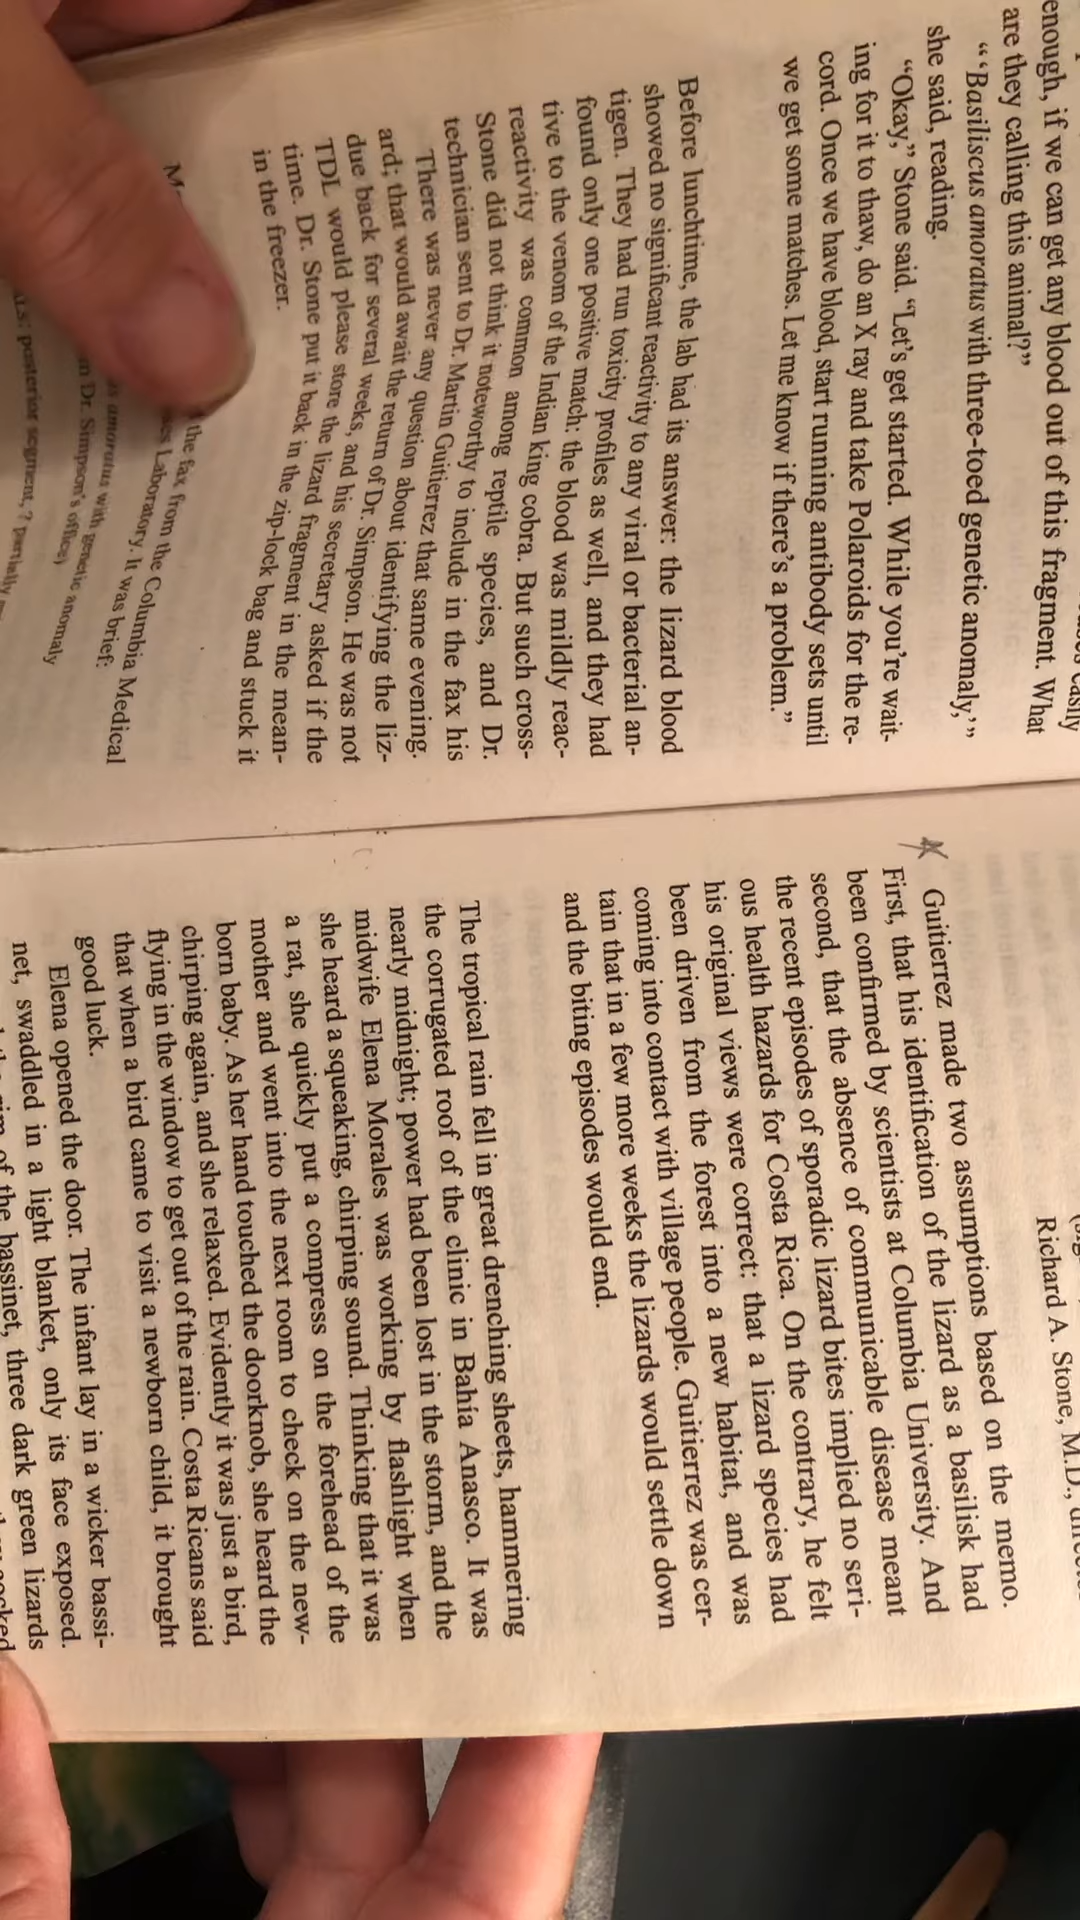 enough, if we can get any blood out of this fragment. What
are they calling this animal?”
“ ‘Basiliscus amoratus with three-toed genetic anomaly,’ ”
she said, reading.
“Okay,” Stone said. “Let’s get started. While you’re wait-
ing for it to thaw, do an X ray and take Polaroids for the re-
cord. Once we have blood, start running antibody sets until
we get some matches. Let me know if there’s a problem.”
Before lunchtime, the lab had its answer: the lizard blood
showed no significant reactivity to any viral or bacterial an-
tigen. They had run toxicity profiles as well, and they had
found only one positive match: the blood was mildly reac-
tive to the venom of the Indian king cobra. But such cross-
reactivity was common among reptile species, and Dr.
Stone did not think it noteworthy to include in the fax his
technician sent to Dr. Martin Guitierrez that same evening.
There was never any question about identifying the liz-
ard; that would await the return of Dr. Simpson. He was not
due back for several weeks, and his secretary asked if the
TDL would please store the lizard fragment in the mean-
time. Dr. Stone put it back in the zip-lock bag and stuck it
in the freezer.
the fax from the Columbia Medical
Laboratory. It was brief:
amoratus with genetic anomaly
Dr. Simpson’s office)
posterior segment, ? partially
Richard A. Stone, M.D.,
Guitierrez made two assumptions based on the memo.
First, that his identification of the lizard as a basilisk had
been confirmed by scientists at Columbia University. And
second, that the absence of communicable disease meant
the recent episodes of sporadic lizard bites implied no seri-
ous health hazards for Costa Rica. On the contrary, he felt
his original views were correct: that a lizard species had
been driven from the forest into a new habitat, and was
coming into contact with village people. Guitierrez was cer-
tain that in a few more weeks the lizards would settle down
and the biting episodes would end.
The tropical rain fell in great drenching sheets, hammering
the corrugated roof of the clinic in Bahía Anasco. It was
nearly midnight; power had been lost in the storm, and the
midwife Elena Morales was working by flashlight when
she heard a squeaking, chirping sound. Thinking that it was
a rat, she quickly put a compress on the forehead of the
mother and went into the next room to check on the new-
born baby. As her hand touched the doorknob, she heard the
chirping again, and she relaxed. Evidently it was just a bird,
flying in the window to get out of the rain. Costa Ricans said
that when a bird came to visit a newborn child, it brought
good luck.
Elena opened the door. The infant lay in a wicker bassi-
net, swaddled in a light blanket, only its face exposed.
of the bassinet, three dark green lizards